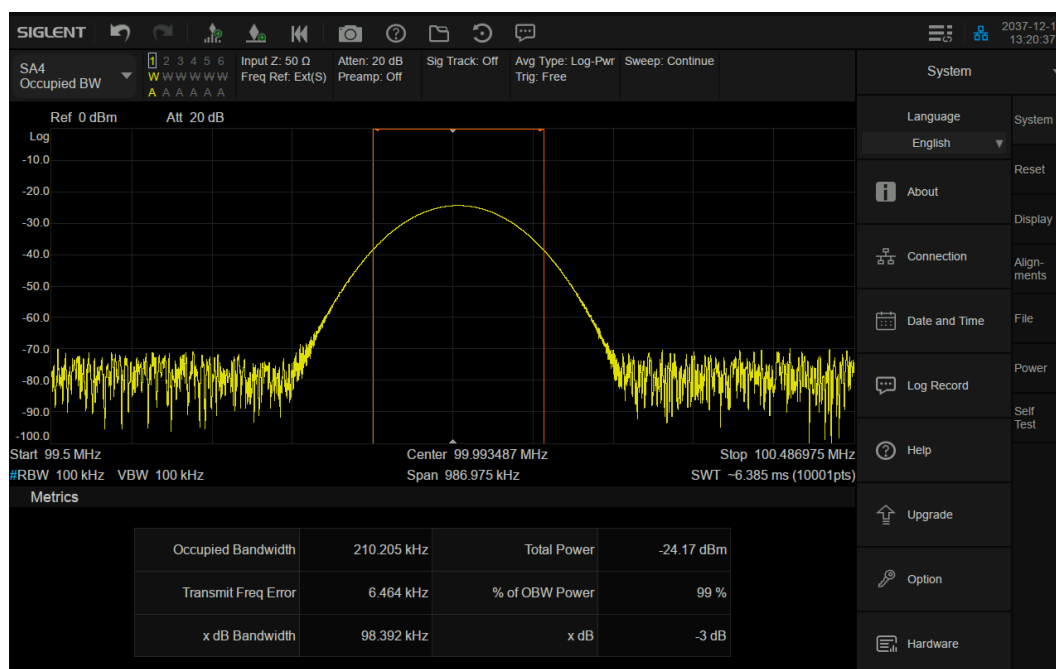 SIGLENT
2037-12-1
13:20:37
SA4
Occupied BW
1 2 3 4 5 6
W W W W W W
A A A A A A
Input Z: 50 Ω
Freq Ref: Ext(S)
Atten: 20 dB
Preamp: Off
Sig Track: Off
Avg Type: Log-Pwr
Trig: Free
Sweep: Continue
System
Ref 0 dBm Att 20 dB
Log
-10.0
-20.0
-30.0
-40.0
-50.0
-60.0
-70.0
-80.0
-90.0
-100.0
Start 99.5 MHz Center 99.993487 MHz Stop 100.486975 MHz
#RBW 100 kHz VBW 100 kHz Span 986.975 kHz SWT ~6.385 ms (10001pts)
Metrics
Occupied Bandwidth 210.205 kHz Total Power -24.17 dBm
Transmit Freq Error 6.464 kHz % of OBW Power 99 %
x dB Bandwidth 98.392 kHz x dB -3 dB
Language
English
About
Connection
Date and Time
Log Record
Help
Upgrade
Option
Hardware
System
Reset
Display
Align-
ments
File
Power
Self
Test